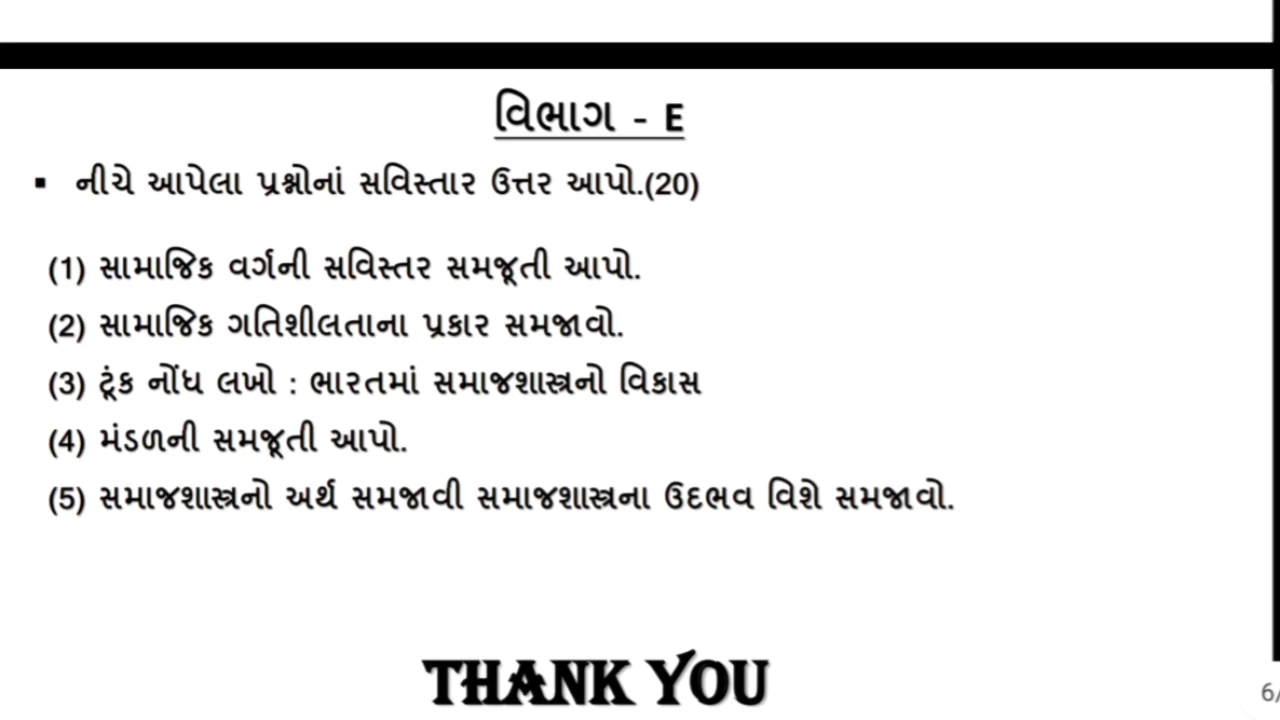 વિભાગ - E
▪ નીચે આપેલા પ્રશ્નોનાં સવિસ્તાર ઉત્તર આપો.(20)
(1) સામાજિક વર્ગની સવિસ્તર સમજૂતી આપો.
(2) સામાજિક ગતિશીલતાના પ્રકાર સમજાવો.
(3) ટૂંક નોંધ લખો : ભારતમાં સમાજશાસ્ત્રનો વિકાસ
(4) મંડળની સમજૂતી આપો.
(5) સમાજશાસ્ત્રનો અર્થ સમજાવી સમાજશાસ્ત્રના ઉદભવ વિશે સમજાવો.
THANK YOU
6/